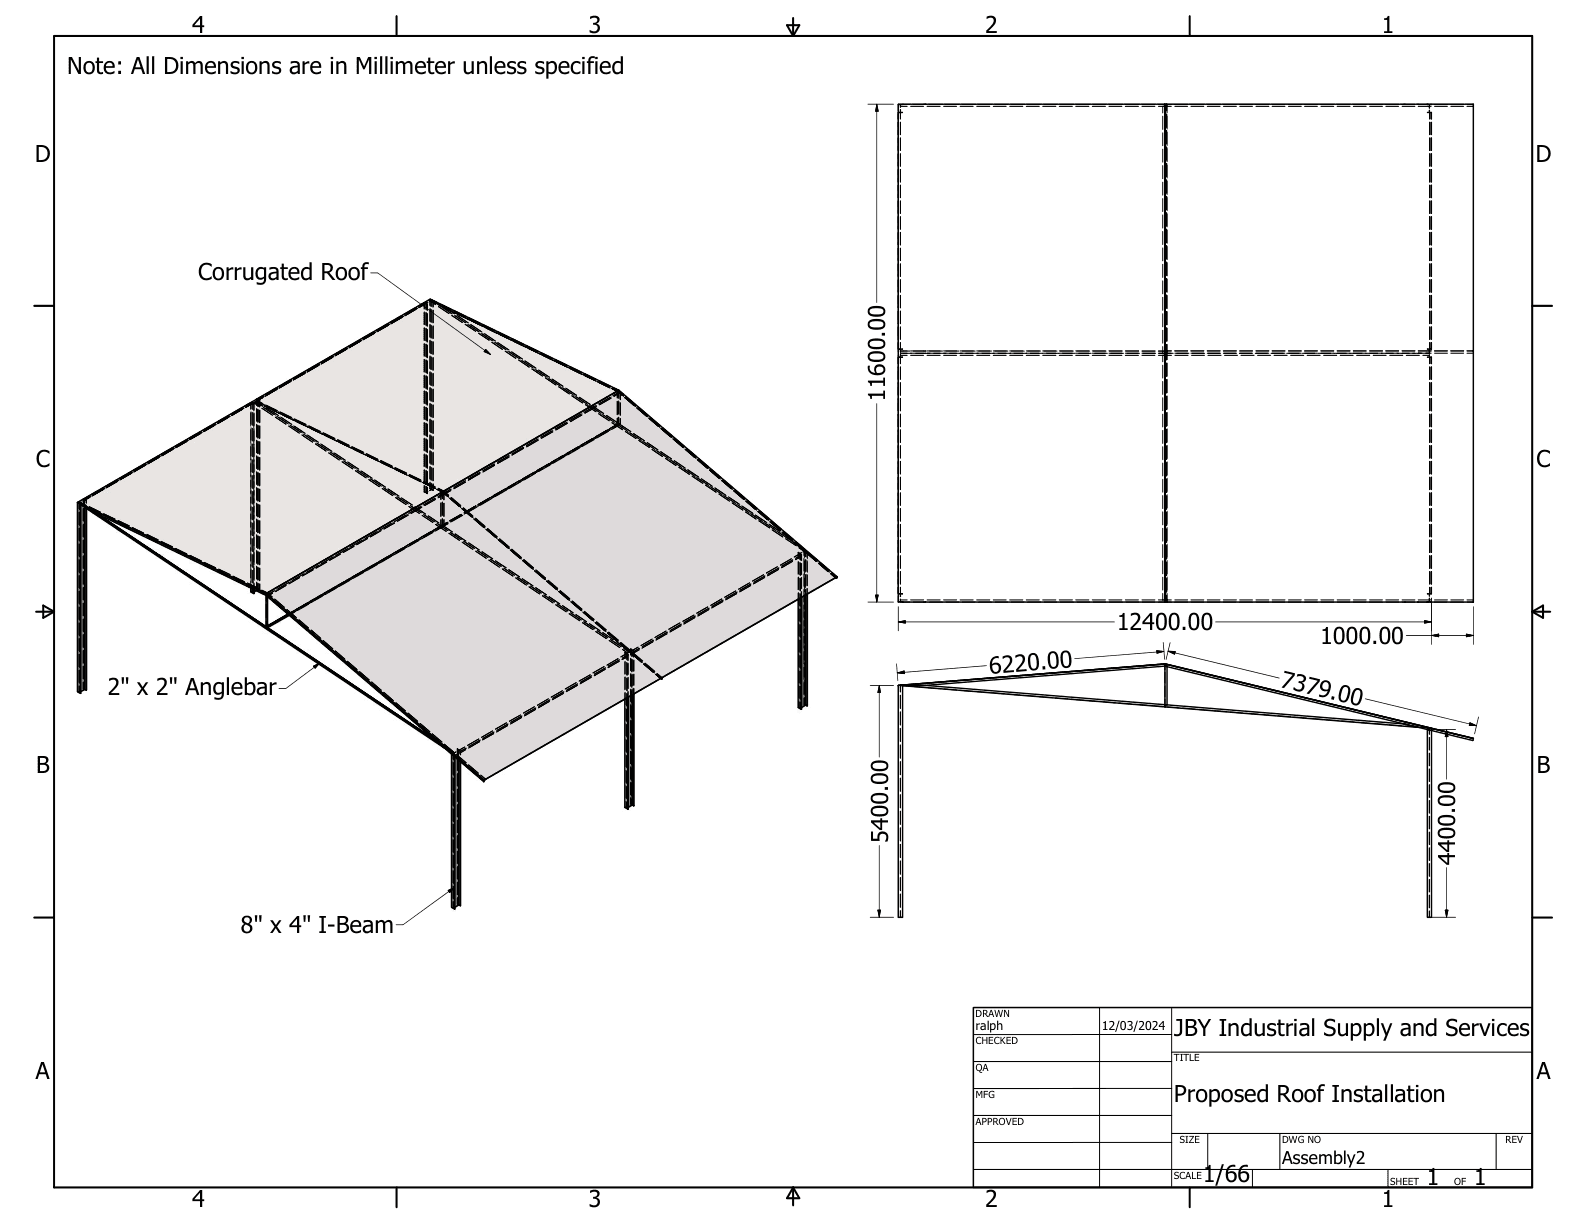 4 3 2 1
Note: All Dimensions are in Millimeter unless specified
D D
Corrugated Roof
11600.00
C C
12400.00
1000.00
6220.00
7379.00
2" x 2" Anglebar
B B
5400.00
4400.00
8" x 4" I-Beam
DRAWN
ralph 12/03/2024
JBY Industrial Supply and Services
CHECKED
TITLE
QA
A A
MFG
Proposed Roof Installation
APPROVED
SIZE DWG NO REV
Assembly2
SCALE 1/66
SHEET 1 OF 1
4 3 2 1